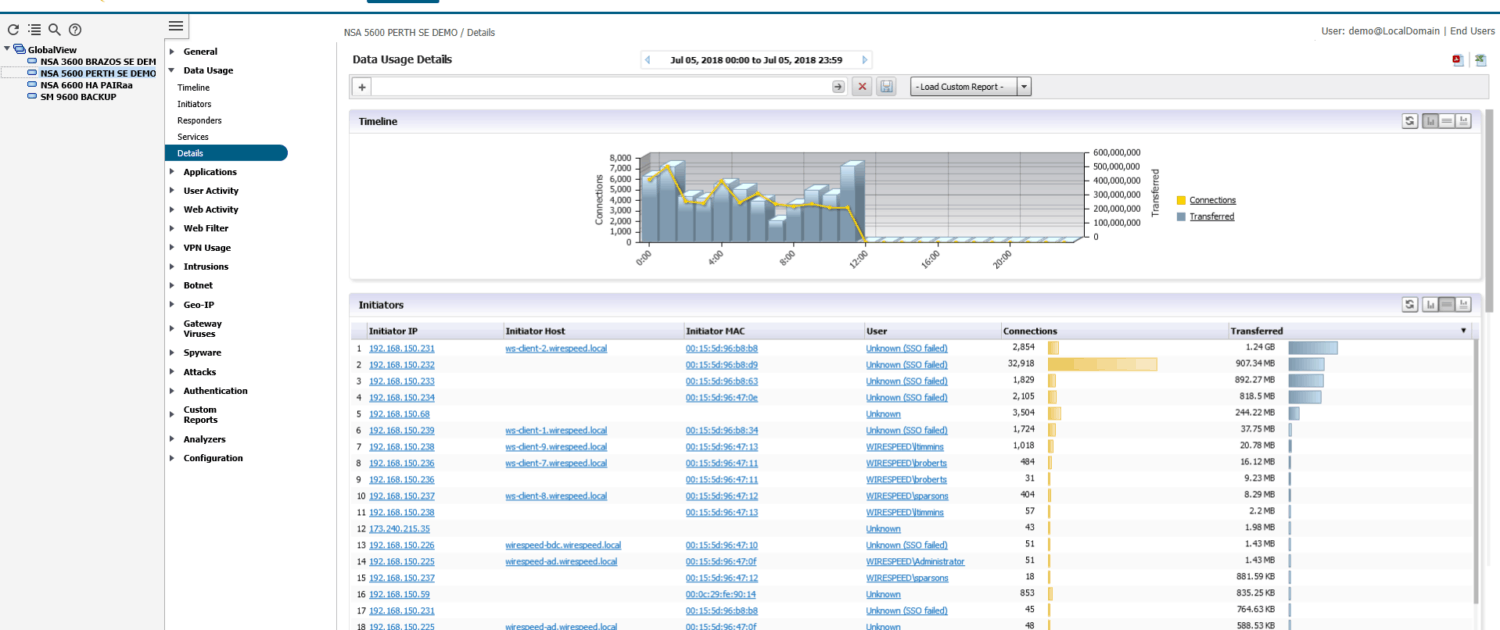 NSA 5600 PERTH SE DEMO / Details
User: demo@LocalDomain | End Users
GlobalView
NSA 3600 BRAZOS SE DEM
NSA 5600 PERTH SE DEMO
NSA 6600 HA PAIRaa
SM 9600 BACKUP
General
Data Usage
Timeline
Initiators
Responders
Services
Details
Applications
User Activity
Web Activity
Web Filter
VPN Usage
Intrusions
Botnet
Geo-IP
Gateway
Viruses
Spyware
Attacks
Authentication
Custom
Reports
Analyzers
Configuration
Data Usage Details
Jul 05, 2018 00:00 to Jul 05, 2018 23:59
- Load Custom Report -
Timeline
8,000
7,000
6,000
5,000
4,000
3,000
2,000
1,000
0
Connections
600,000,000
500,000,000
400,000,000
300,000,000
200,000,000
100,000,000
0
Transferred
0:00 4:00 8:00 12:00 16:00 20:00
Connections
Transferred
Initiators
Initiator IP Initiator Host Initiator MAC User Connections Transferred
1 192.168.150.231 ws-client-2.wirespeed.local 00:15:5d:96:b8:b8 Unknown (SSO failed) 2,854 1.24 GB
2 192.168.150.232 00:15:5d:96:b8:d9 Unknown (SSO failed) 32,918 907.34 MB
3 192.168.150.233 00:15:5d:96:b8:63 Unknown (SSO failed) 1,829 892.27 MB
4 192.168.150.234 00:15:5d:96:47:0e Unknown (SSO failed) 2,105 818.5 MB
5 192.168.150.68 Unknown 3,504 244.22 MB
6 192.168.150.239 ws-client-1.wirespeed.local 00:15:5d:96:b8:34 Unknown (SSO failed) 1,724 37.75 MB
7 192.168.150.238 ws-client-9.wirespeed.local 00:15:5d:96:47:13 WIRESPEED\jtimmins 1,018 20.78 MB
8 192.168.150.236 ws-client-7.wirespeed.local 00:15:5d:96:47:11 WIRESPEED\broberts 484 16.12 MB
9 192.168.150.236 00:15:5d:96:47:11 WIRESPEED\broberts 31 9.23 MB
10 192.168.150.237 ws-client-8.wirespeed.local 00:15:5d:96:47:12 WIRESPEED\sparsons 404 8.29 MB
11 192.168.150.238 00:15:5d:96:47:13 WIRESPEED\jtimmins 57 2.2 MB
12 173.240.215.35 Unknown 43 1.98 MB
13 192.168.150.226 wirespeed-bdc.wirespeed.local 00:15:5d:96:47:10 Unknown (SSO failed) 51 1.43 MB
14 192.168.150.225 wirespeed-ad.wirespeed.local 00:15:5d:96:47:0f WIRESPEED\Administrator 51 1.43 MB
15 192.168.150.237 00:15:5d:96:47:12 WIRESPEED\sparsons 18 881.59 KB
16 192.168.150.59 00:0c:29:fe:90:14 Unknown 853 835.25 KB
17 192.168.150.231 00:15:5d:96:b8:b8 Unknown (SSO failed) 45 764.63 KB
18 192.168.150.225 wirespeed-ad.wirespeed.local 00:15:5d:96:47:0f Unknown 48 588.53 KB